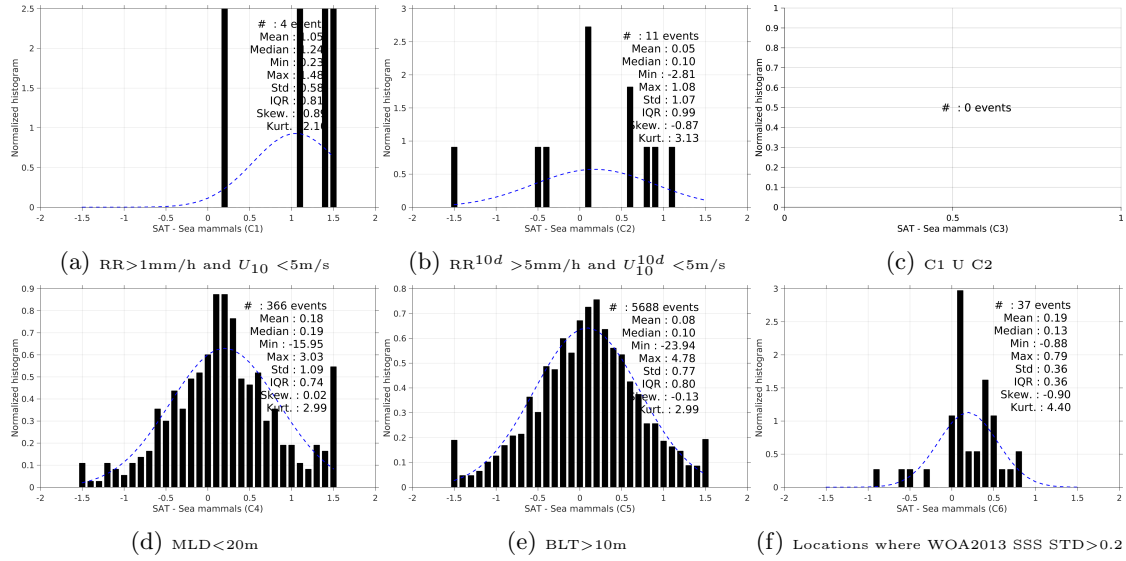 # : 4 events
Mean : 1.05
Median : 1.24
Min : 0.23
Max : 1.48
Std : 0.58
IQR : 0.81
Skew. : -0.89
Kurt. : 2.10
Normalized histogram
0
0.5
1
1.5
2
2.5
-2 -1.5 -1 -0.5 0 0.5 1 1.5 2
SAT - Sea mammals (C1)
(a) RR>1mm/h and U10 <5m/s
# : 11 events
Mean : 0.05
Median : 0.10
Min : -2.81
Max : 1.08
Std : 1.07
IQR : 0.99
Skew. : -0.87
Kurt. : 3.13
Normalized histogram
0
0.5
1
1.5
2
2.5
3
-2 -1.5 -1 -0.5 0 0.5 1 1.5 2
SAT - Sea mammals (C2)
(b) RR10d >5mm/h and U10d10 <5m/s
# : 0 events
Normalized histogram
0
0.1
0.2
0.3
0.4
0.5
0.6
0.7
0.8
0.9
1
0 0.5 1
SAT - Sea mammals (C3)
(c) C1 U C2
# : 366 events
Mean : 0.18
Median : 0.19
Min : -15.95
Max : 3.03
Std : 1.09
IQR : 0.74
Skew. : 0.02
Kurt. : 2.99
Normalized histogram
0
0.1
0.2
0.3
0.4
0.5
0.6
0.7
0.8
0.9
-2 -1.5 -1 -0.5 0 0.5 1 1.5 2
SAT - Sea mammals (C4)
(d) MLD<20m
# : 5688 events
Mean : 0.08
Median : 0.10
Min : -23.94
Max : 4.78
Std : 0.77
IQR : 0.80
Skew. : -0.13
Kurt. : 2.99
Normalized histogram
0
0.1
0.2
0.3
0.4
0.5
0.6
0.7
0.8
-2 -1.5 -1 -0.5 0 0.5 1 1.5 2
SAT - Sea mammals (C5)
(e) BLT>10m
# : 37 events
Mean : 0.19
Median : 0.13
Min : -0.88
Max : 0.79
Std : 0.36
IQR : 0.36
Skew. : -0.90
Kurt. : 4.40
Normalized histogram
0
0.5
1
1.5
2
2.5
3
-2 -1.5 -1 -0.5 0 0.5 1 1.5 2
SAT - Sea mammals (C6)
(f) Locations where WOA2013 SSS STD>0.2